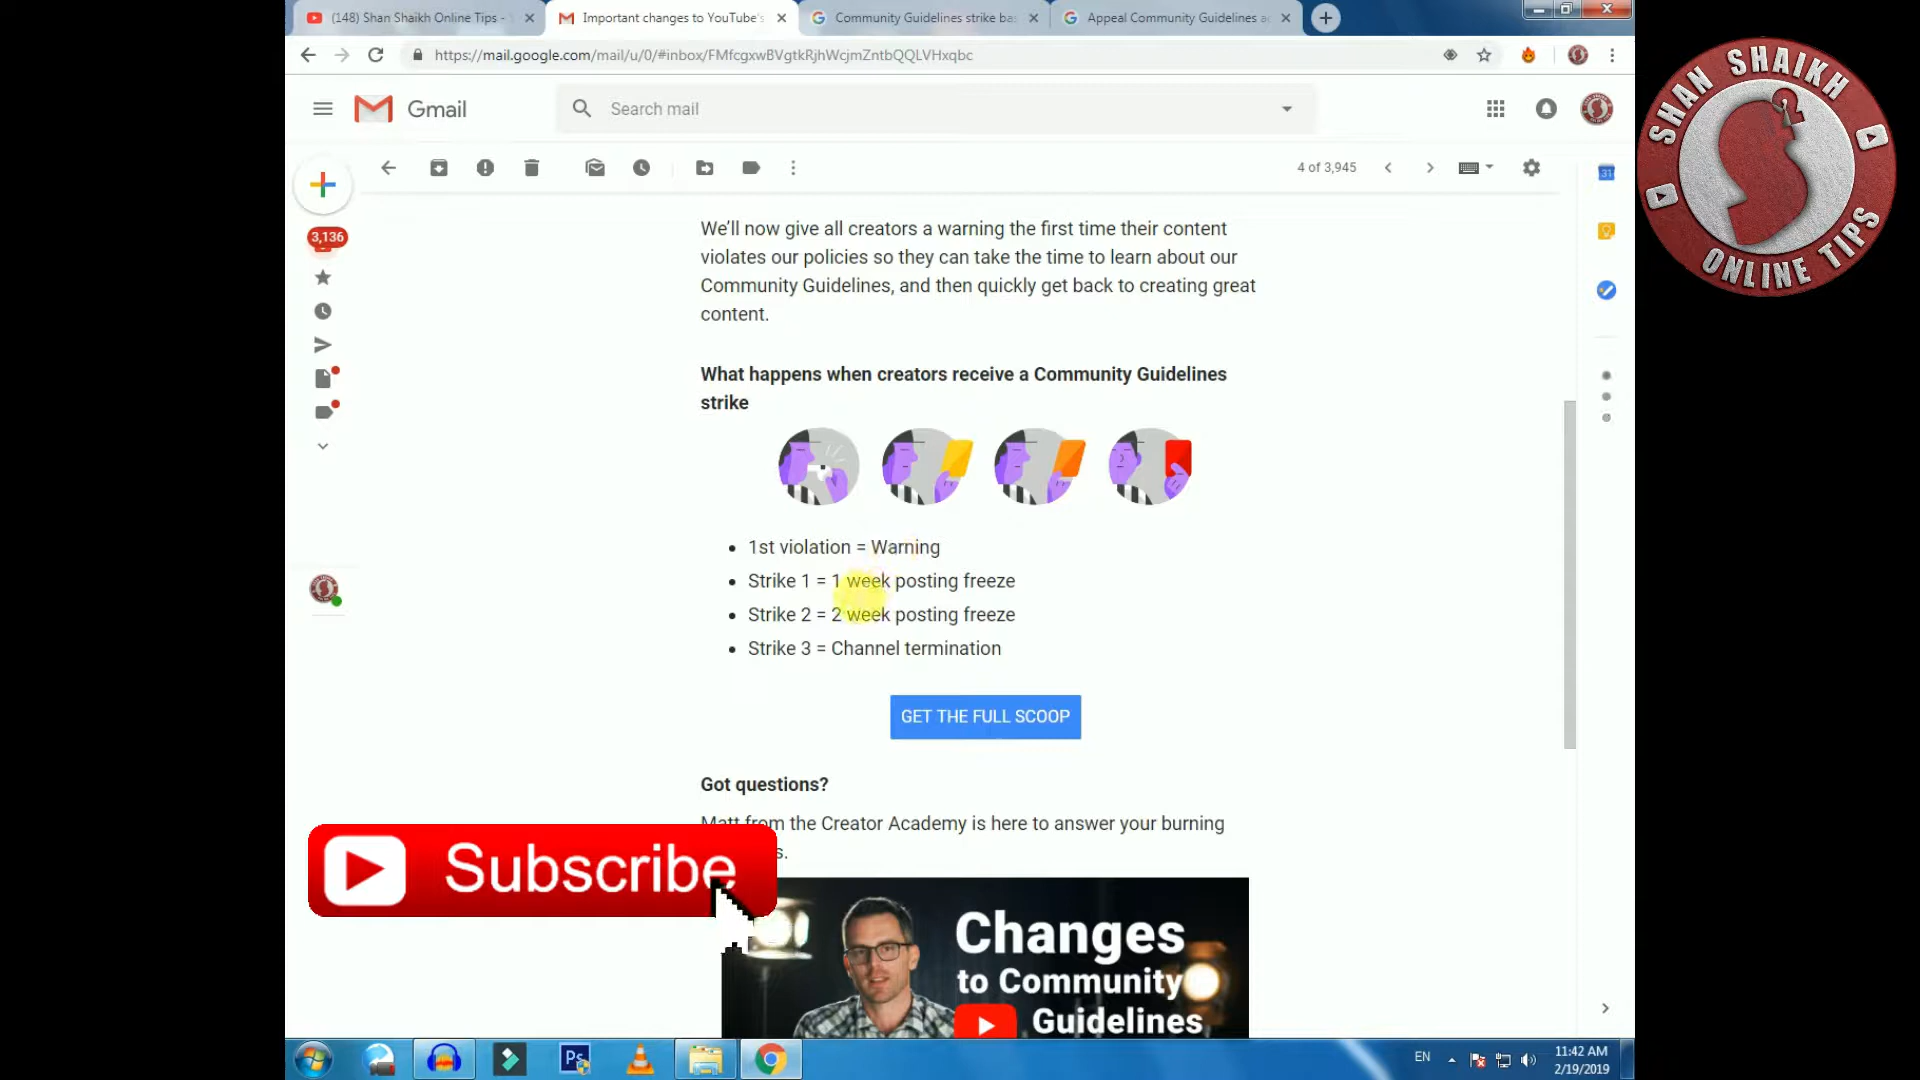 (148) Shan Shaikh Online Tips -
Important changes to YouTube's
Community Guidelines strike ba
Appeal Community Guidelines a
https://mail.google.com/mail/u/0/#inbox/FMfcgxwBVgtkRjhWcjmZntbQQLVHxqbc
Gmail
Search mail
4 of 3,945
31
3,136
We'll now give all creators a warning the first time their content
violates our policies so they can take the time to learn about our
Community Guidelines, and then quickly get back to creating great
content.
What happens when creators receive a Community Guidelines
strike
1st violation = Warning
Strike 1 = 1 week posting freeze
Strike 2 = 2 week posting freeze
Strike 3 = Channel termination
GET THE FULL SCOOP
Got questions?
Matt from the Creator Academy is here to answer your burning
s.
Subscribe
Changes
to Community
Guidelines
Ps
EN
11:42 AM
2/19/2019
SHAN SHAIKH
ONLINE TIPS